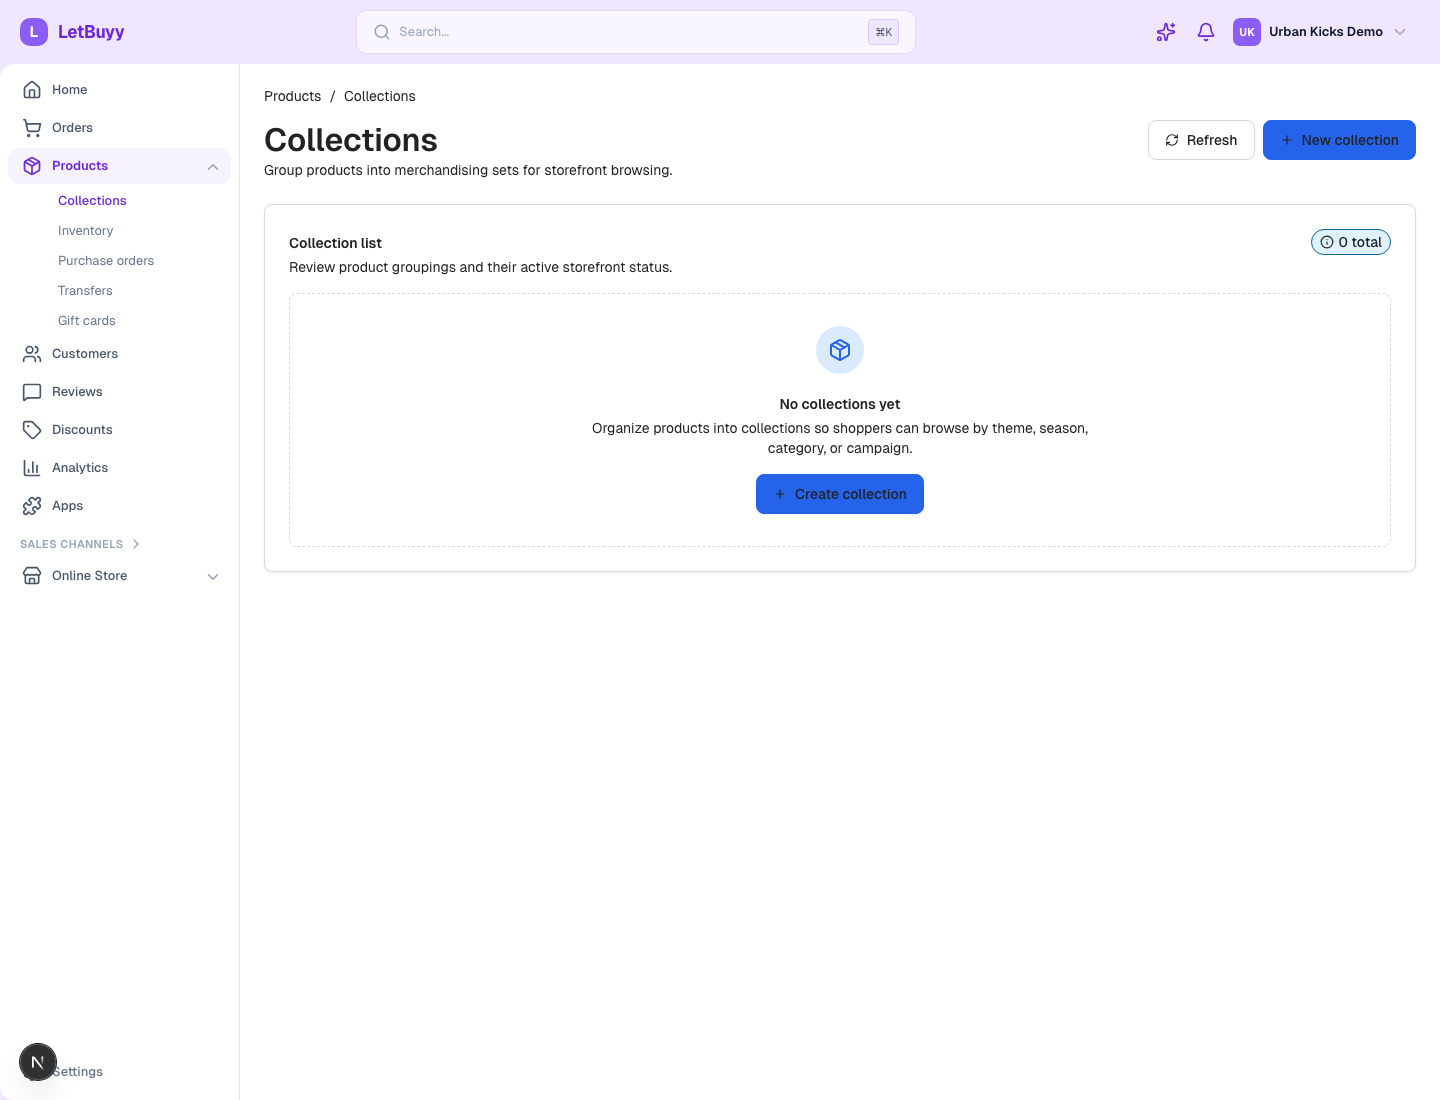 L LetBuyy
Search...
⌘K
UK Urban Kicks Demo
Home
Orders
Products
Collections
Inventory
Purchase orders
Transfers
Gift cards
Customers
Reviews
Discounts
Analytics
Apps
SALES CHANNELS
Online Store
N
Settings
Products / Collections
Collections
Group products into merchandising sets for storefront browsing.
Refresh
New collection
Collection list
0 total
Review product groupings and their active storefront status.
No collections yet
Organize products into collections so shoppers can browse by theme, season,
category, or campaign.
Create collection